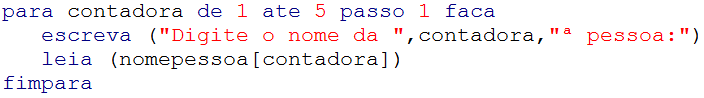 para contadora de 1 ate 5 passo 1 faca
escreva ("Digite o nome da ",contadora,"ª pessoa:")
leia (nomepessoa[contadora])
fimpara